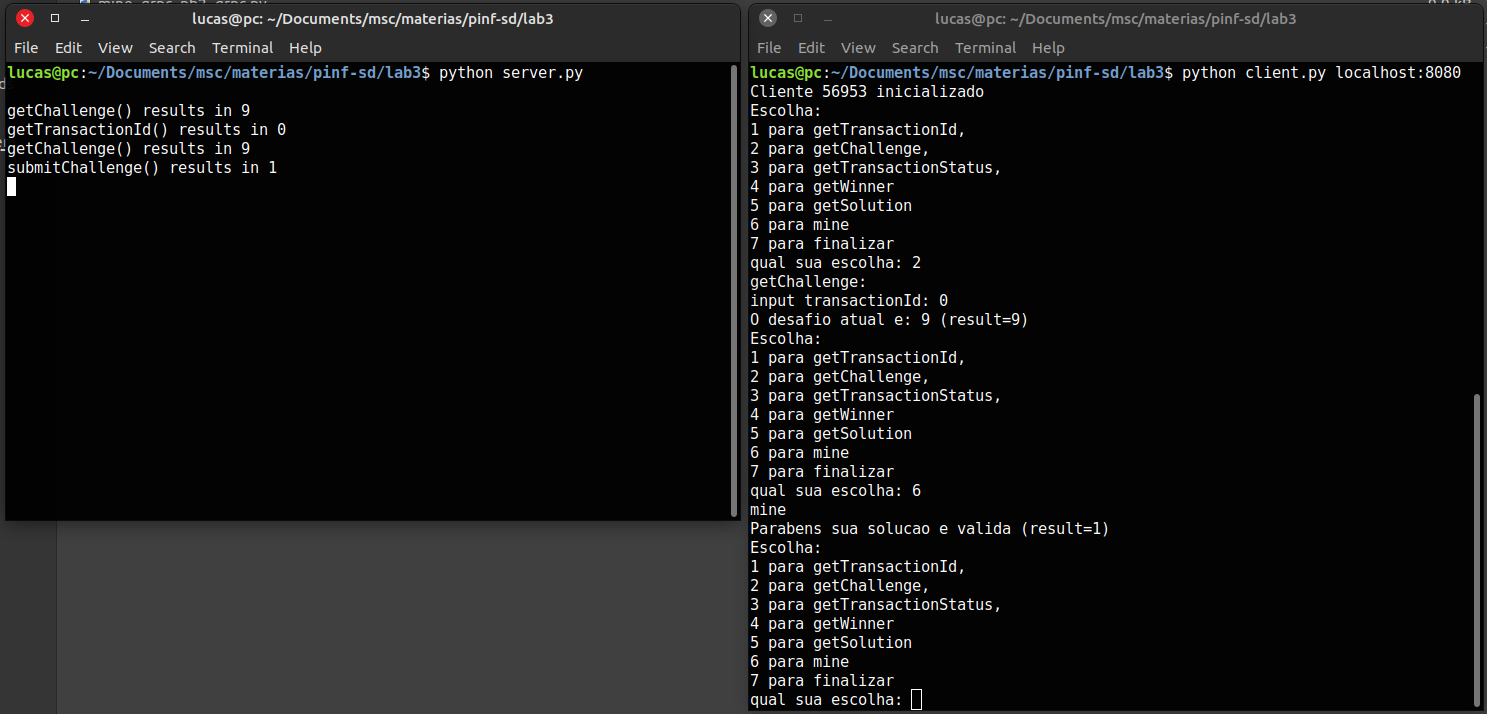 lucas@pc: ~/Documents/msc/materias/pinf-sd/lab3
File Edit View Search Terminal Help
lucas@pc:~/Documents/msc/materias/pinf-sd/lab3$ python server.py
getChallenge() results in 9
getTransactionId() results in 0
getChallenge() results in 9
submitChallenge() results in 1
lucas@pc: ~/Documents/msc/materias/pinf-sd/lab3
File Edit View Search Terminal Help
lucas@pc:~/Documents/msc/materias/pinf-sd/lab3$ python client.py localhost:8080
Cliente 56953 inicializado
Escolha:
1 para getTransactionId,
2 para getChallenge,
3 para getTransactionStatus,
4 para getWinner
5 para getSolution
6 para mine
7 para finalizar
qual sua escolha: 2
getChallenge:
input transactionId: 0
O desafio atual e: 9 (result=9)
Escolha:
1 para getTransactionId,
2 para getChallenge,
3 para getTransactionStatus,
4 para getWinner
5 para getSolution
6 para mine
7 para finalizar
qual sua escolha: 6
mine
Parabens sua solucao e valida (result=1)
Escolha:
1 para getTransactionId,
2 para getChallenge,
3 para getTransactionStatus,
4 para getWinner
5 para getSolution
6 para mine
7 para finalizar
qual sua escolha: